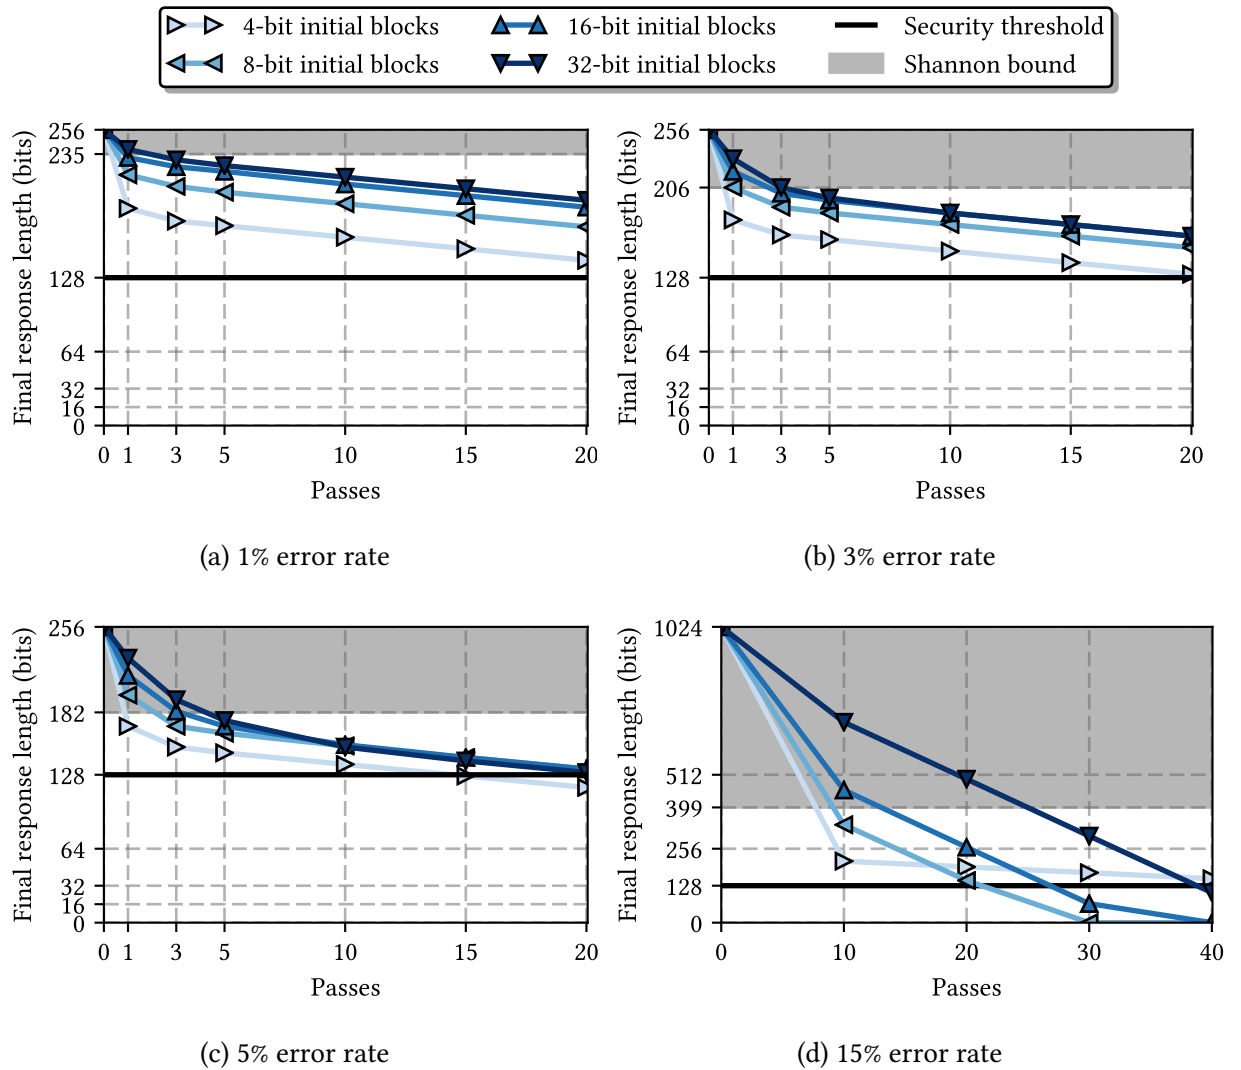 4-bit initial blocks
8-bit initial blocks
16-bit initial blocks
32-bit initial blocks
Security threshold
Shannon bound
Final response length (bits)
256
235
128
64
32
16
0
0 1 3 5 10 15 20
Passes
(a) 1% error rate
Final response length (bits)
256
206
128
64
32
16
0
0 1 3 5 10 15 20
Passes
(b) 3% error rate
Final response length (bits)
256
182
128
64
32
16
0
0 1 3 5 10 15 20
Passes
(c) 5% error rate
Final response length (bits)
1024
512
399
256
128
0
0 10 20 30 40
Passes
(d) 15% error rate